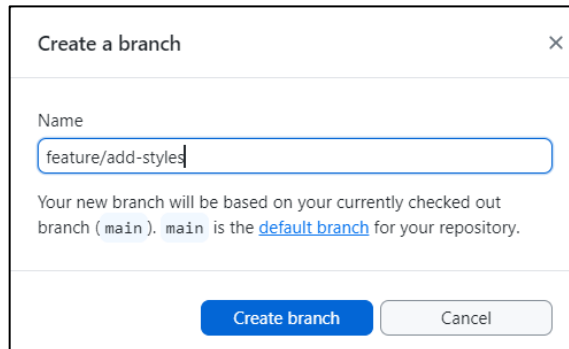 Create a branch
Name
feature/add-styles
Your new branch will be based on your currently checked out
branch ( main ). main is the default branch for your repository.
Create branch
Cancel